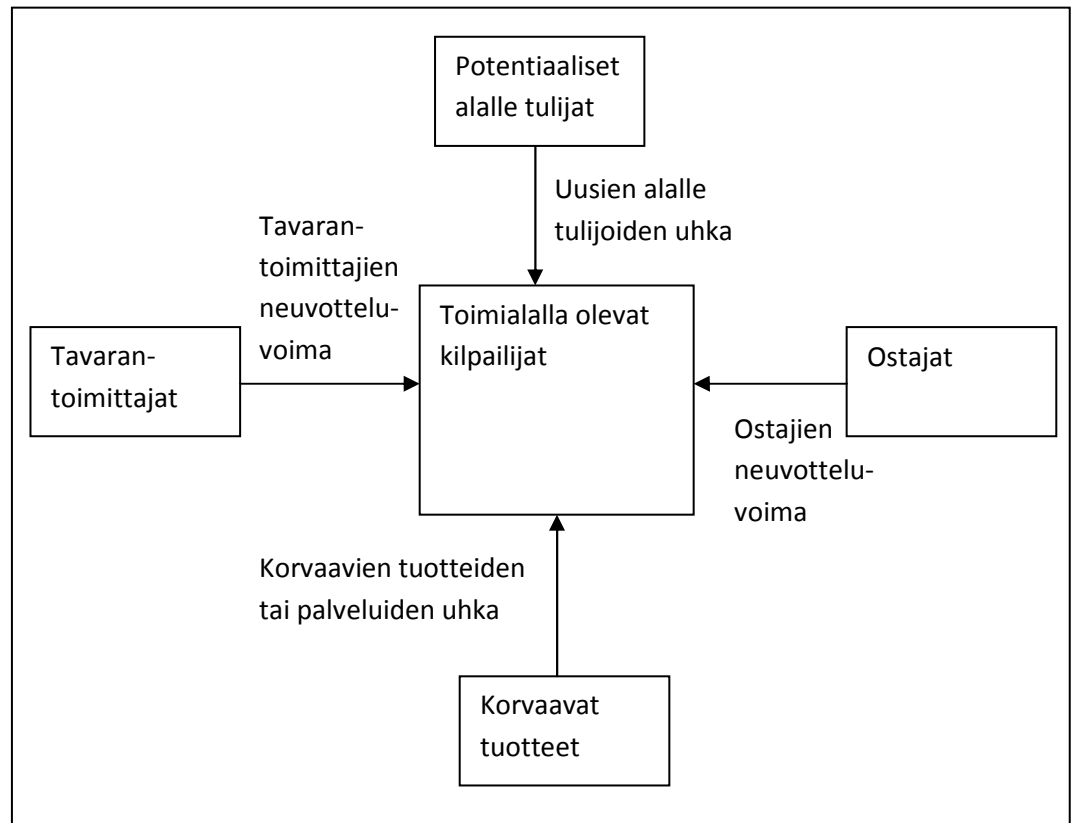 Potentiaaliset
alalle tulijat
Uusien alalle
tulijoiden uhka
Tavaran-
toimittajien
neuvottelu-
voima
Toimialalla olevat
kilpailijat
Tavaran-
toimittajat
Ostajat
Ostajien
neuvottelu-
voima
Korvaavien tuotteiden
tai palveluiden uhka
Korvaavat
tuotteet